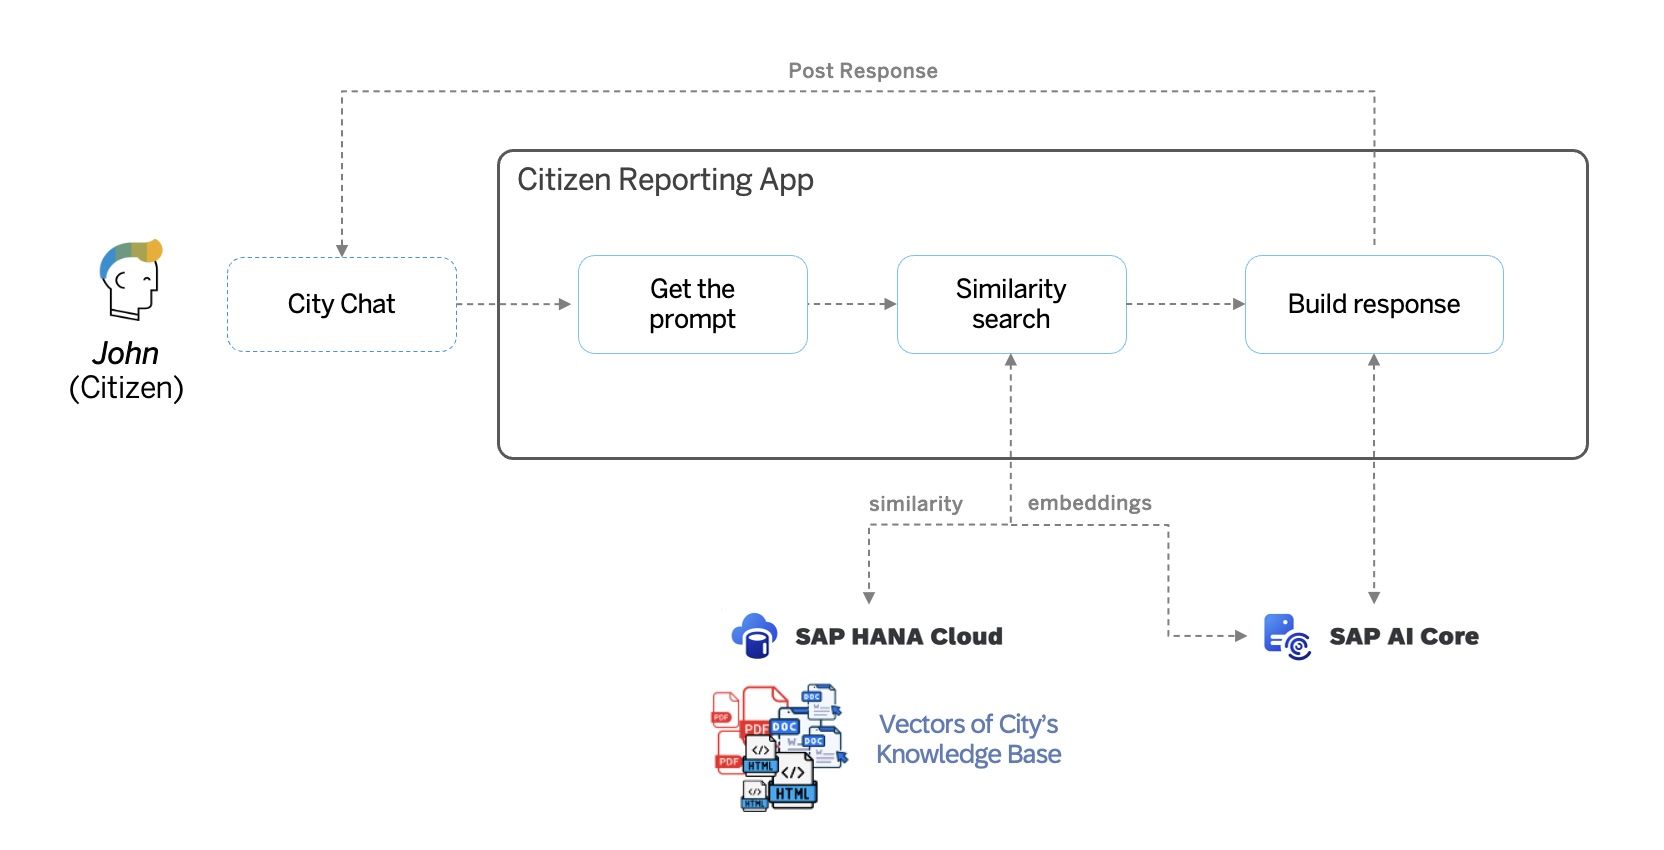 Post Response
Citizen Reporting App
City Chat
Get the
prompt
Similarity
search
Build response
John
(Citizen)
similarity
embeddings
SAP HANA Cloud
SAP AI Core
PDF
PDF
PDF
DOC
DOC
W
DOC
HTML
HTML
HTML
Vectors of City's
Knowledge Base